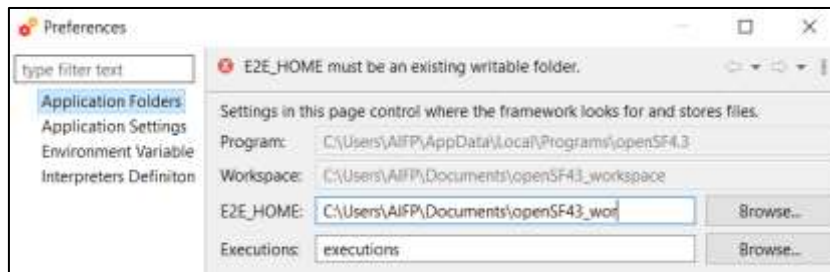 Preferences
type filter text
E2E_HOME must be an existing writable folder.
Application Folders
Application Settings
Environment Variable
Interpreters Definiton
Settings in this page control where the framework looks for and stores files.
Program: C:\Users\AIFP\AppData\Local\Programs\openSF4.3
Workspace: C:\Users\AIFP\Documents\openSF43_workspace
E2E_HOME: C:\Users\AIFP\Documents\openSF43_wor Browse...
Executions: executions Browse...